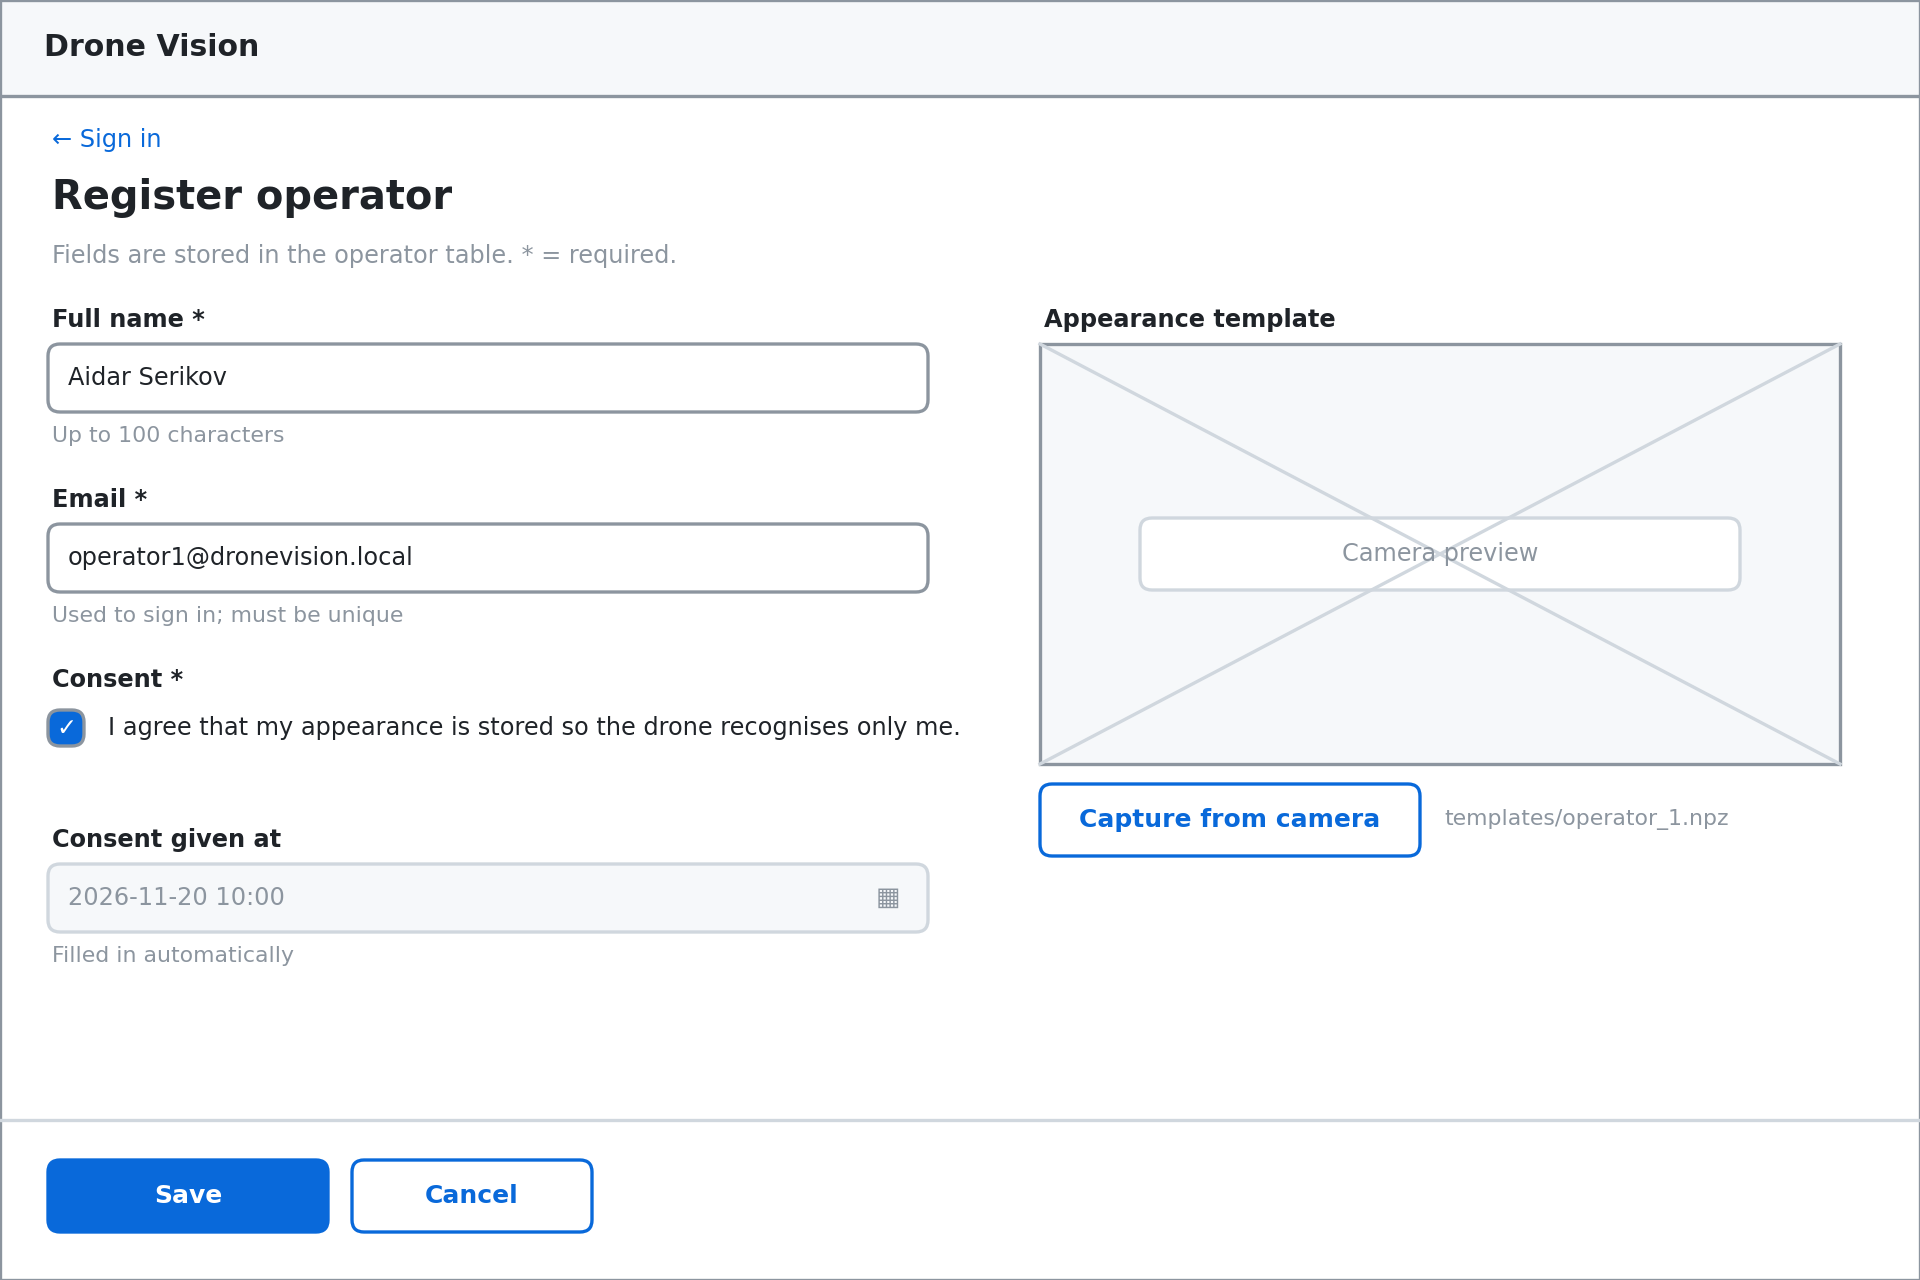 Drone Vision
← Sign in
Register operator
Fields are stored in the operator table. * = required.
Full name *
Aidar Serikov
Up to 100 characters
Email *
operator1@dronevision.local
Used to sign in; must be unique
Consent *
✓ I agree that my appearance is stored so the drone recognises only me.
Consent given at
2026-11-20 10:00
Filled in automatically
Appearance template
Camera preview
Capture from camera templates/operator_1.npz
Save Cancel